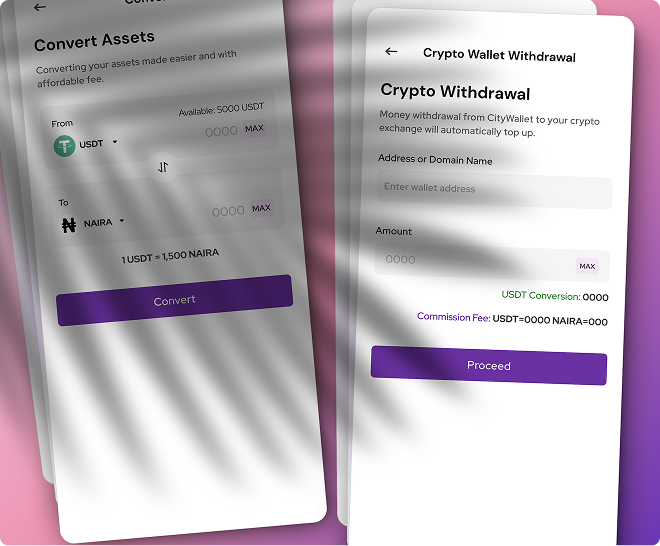 Convert Assets
Converting your assets made easier and with
affordable fee.
From
Available: 5000 USDT
USDT
0000 MAX
To
NAIRA
0000 MAX
1 USDT = 1,500 NAIRA
Convert
Crypto Wallet Withdrawal
Crypto Withdrawal
Money withdrawal from CityWallet to your crypto
exchange will automatically top up.
Address or Domain Name
Enter wallet address
Amount
0000
MAX
USDT Conversion: 0000
Commission Fee: USDT=0000 NAIRA=000
Proceed